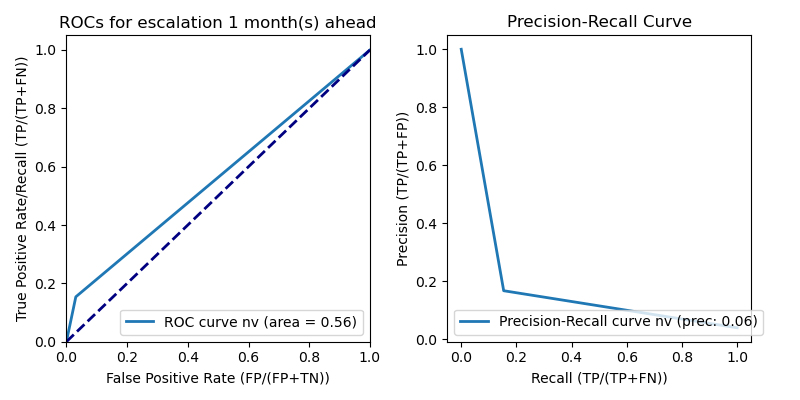 ROCs for escalation 1 month(s) ahead
True Positive Rate/Recall (TP/(TP+FN))
1.0
0.8
0.6
0.4
0.2
0.0
ROC curve nv (area = 0.56)
0.0 0.2 0.4 0.6 0.8 1.0
False Positive Rate (FP/(FP+TN))
Precision-Recall Curve
Precision (TP/(TP+FP))
1.0
0.8
0.6
0.4
0.2
0.0
Precision-Recall curve nv (prec: 0.06)
0.0 0.2 0.4 0.6 0.8 1.0
Recall (TP/(TP+FN))